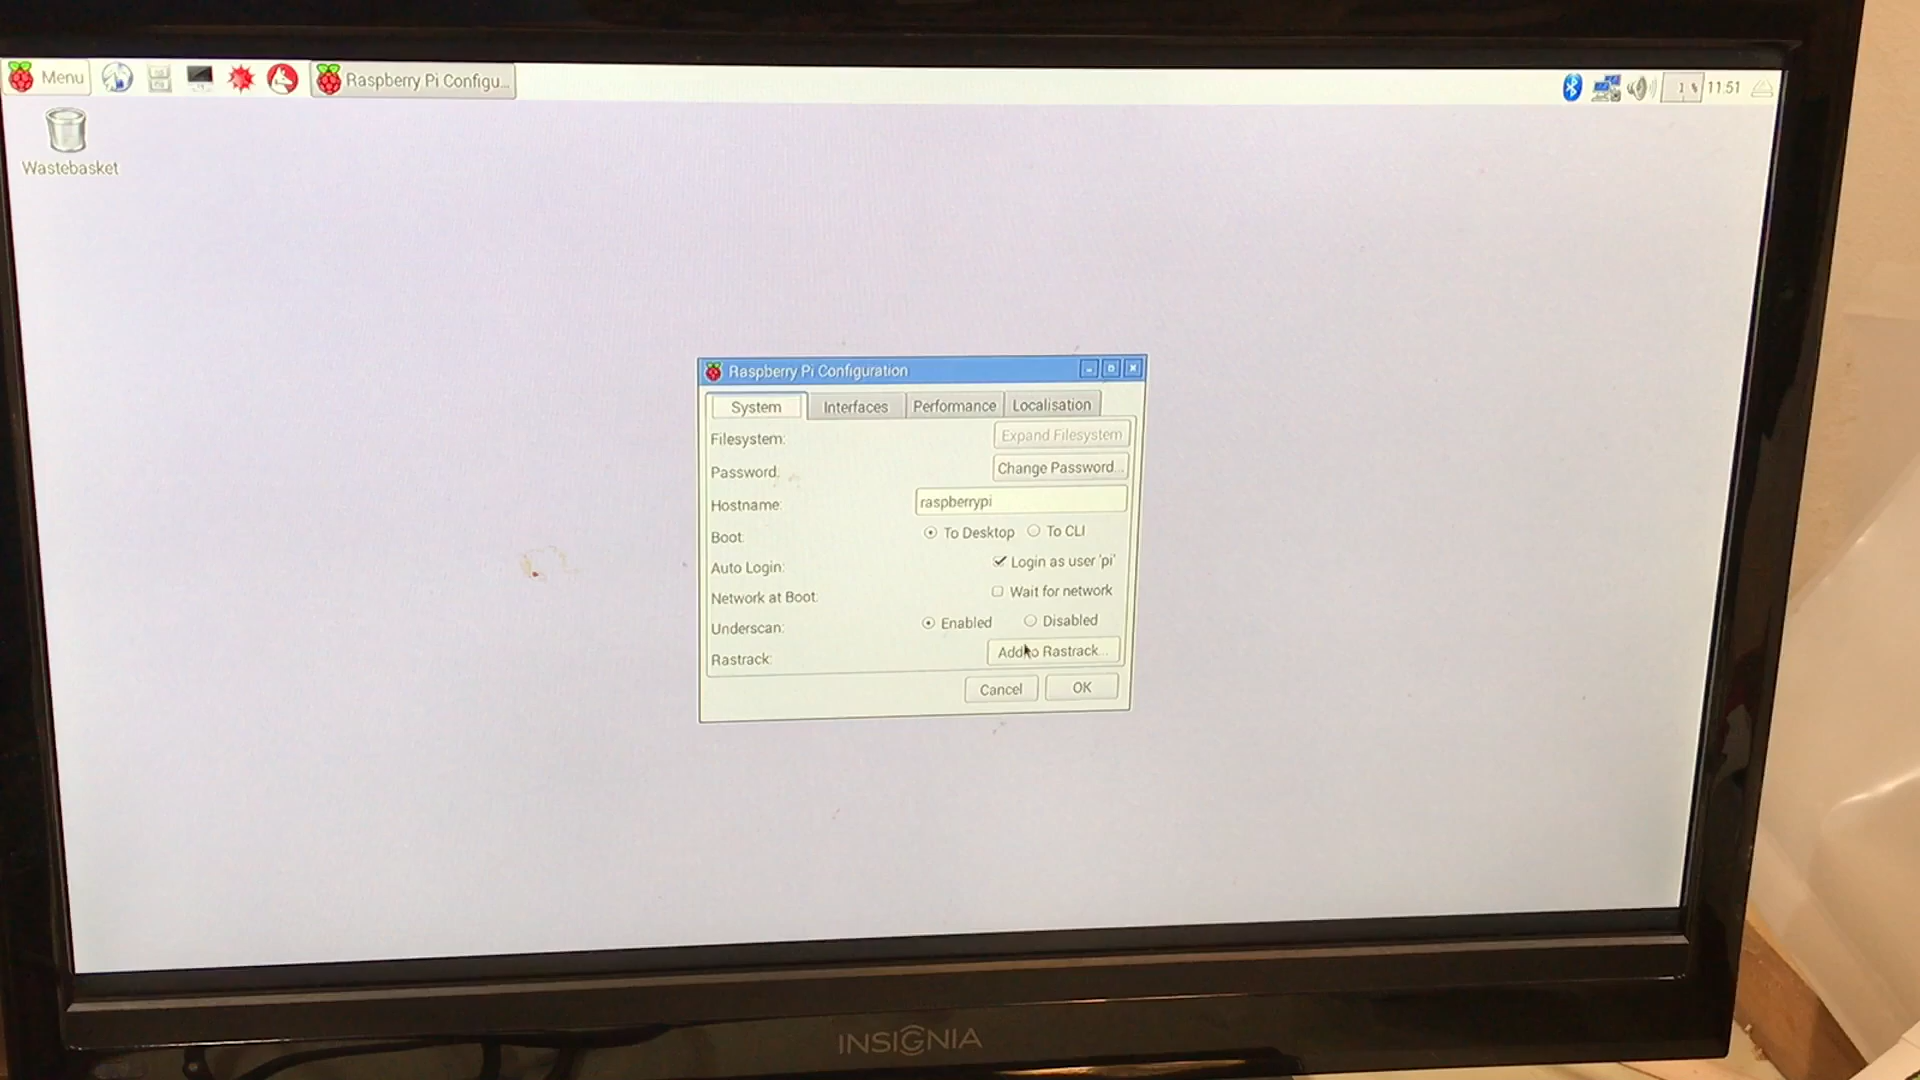 Menu
Raspberry Pi Configu...
11:51
Wastebasket
Raspberry Pi Configuration
System Interfaces Performance Localisation
Filesystem: Expand Filesystem
Password: Change Password...
Hostname: raspberrypi
Boot: To Desktop To CLI
Auto Login: Login as user 'pi'
Network at Boot: Wait for network
Underscan: Enabled Disabled
Rastrack: Add to Rastrack...
Cancel OK
INSIGNIA